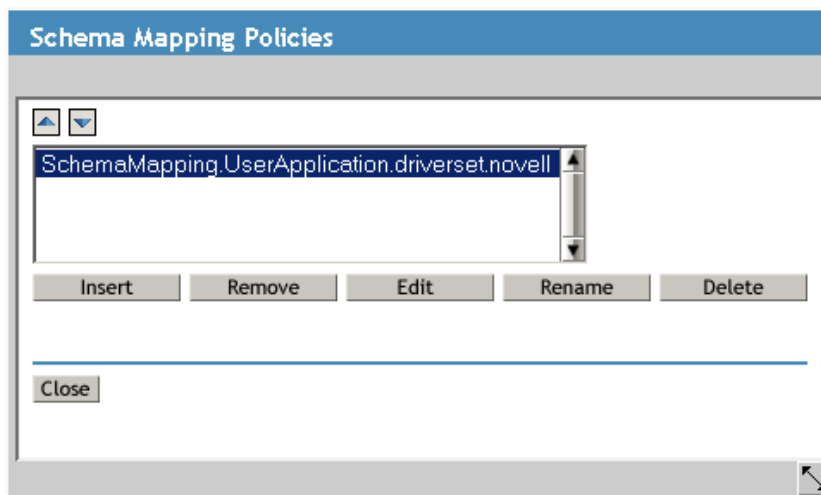 Schema Mapping Policies
SchemaMapping.UserApplication.driverset.novell
Insert Remove Edit Rename Delete
Close